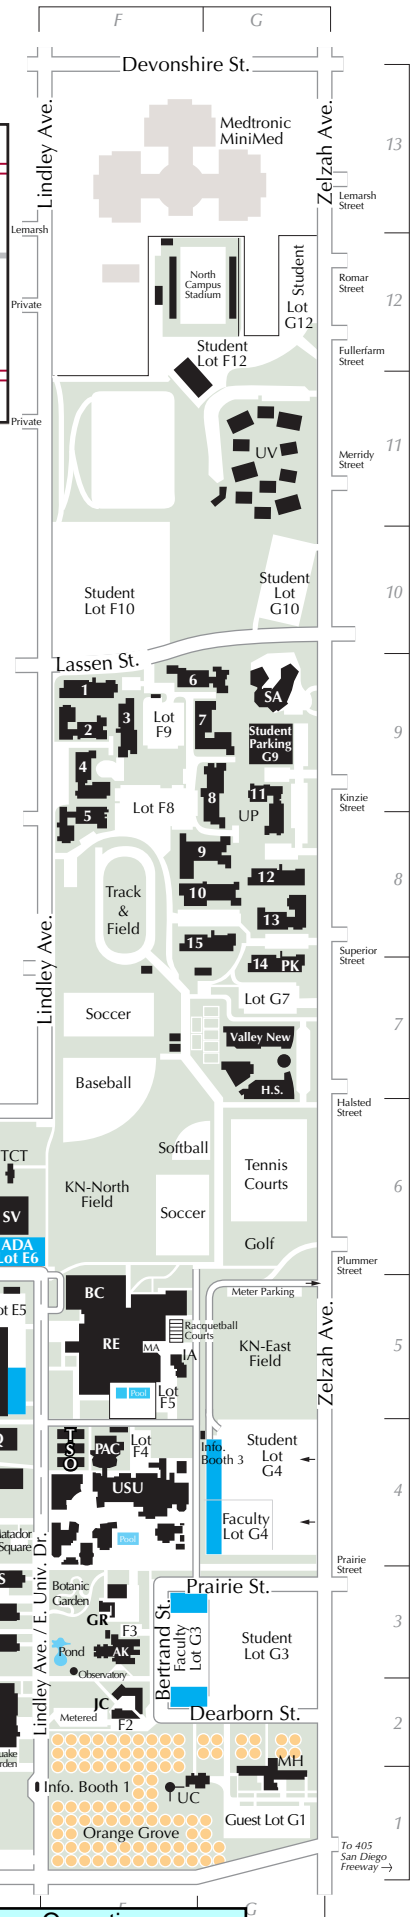 F
G
Devonshire St.
Lindley Ave.
Zelzah Ave.
Medtronic
MiniMed
13
Lemarsh
Street
Lemarsh
North
Campus
Stadium
Student
Lot
G12
Romar
Street
12
Private
Student
Lot F12
Fullerfarm
Street
Private
UV
Merridy
Street
11
Student
Lot F10
Student
Lot
G10
10
Lassen St.
1
2
3
4
5
6
7
8
Lot
F9
SA
Student
Parking
G9
9
Lot F8
11
UP
Kinzie
Street
9
10
12
13
8
Track
&
Field
15
14
PK
Superior
Street
Lindley Ave.
Lot G7
Soccer
Valley New
7
Baseball
H.S.
Halsted
Street
TCT
Softball
KN-North
Field
Tennis
Courts
6
SV
Soccer
ADA
Lot E6
Golf
Plummer
Street
BC
Meter Parking
ot E5
RE
MA
Racquetball
Courts
IA
KN-East
Field
Zelzah Ave.
5
Pool
Lot
F5
T
S
O
PAC
Lot
F4
Info.
Booth 3
Student
Lot
G4
Q
USU
4
Faculty
Lot G4
Pool
atador
Square
Lindley Ave. / E. Univ. Dr.
Prairie
Street
S
Botanic
Garden
Prairie St.
GR
F3
Bertrand St.
Faculty
Lot G3
Student
Lot G3
3
Pond
AK
Observatory
JC
Metered
F2
Dearborn St.
2
uake
rden
MH
Info. Booth 1
UC
Guest Lot G1
1
Orange Grove
To 405
San Diego
Freeway →
F
G